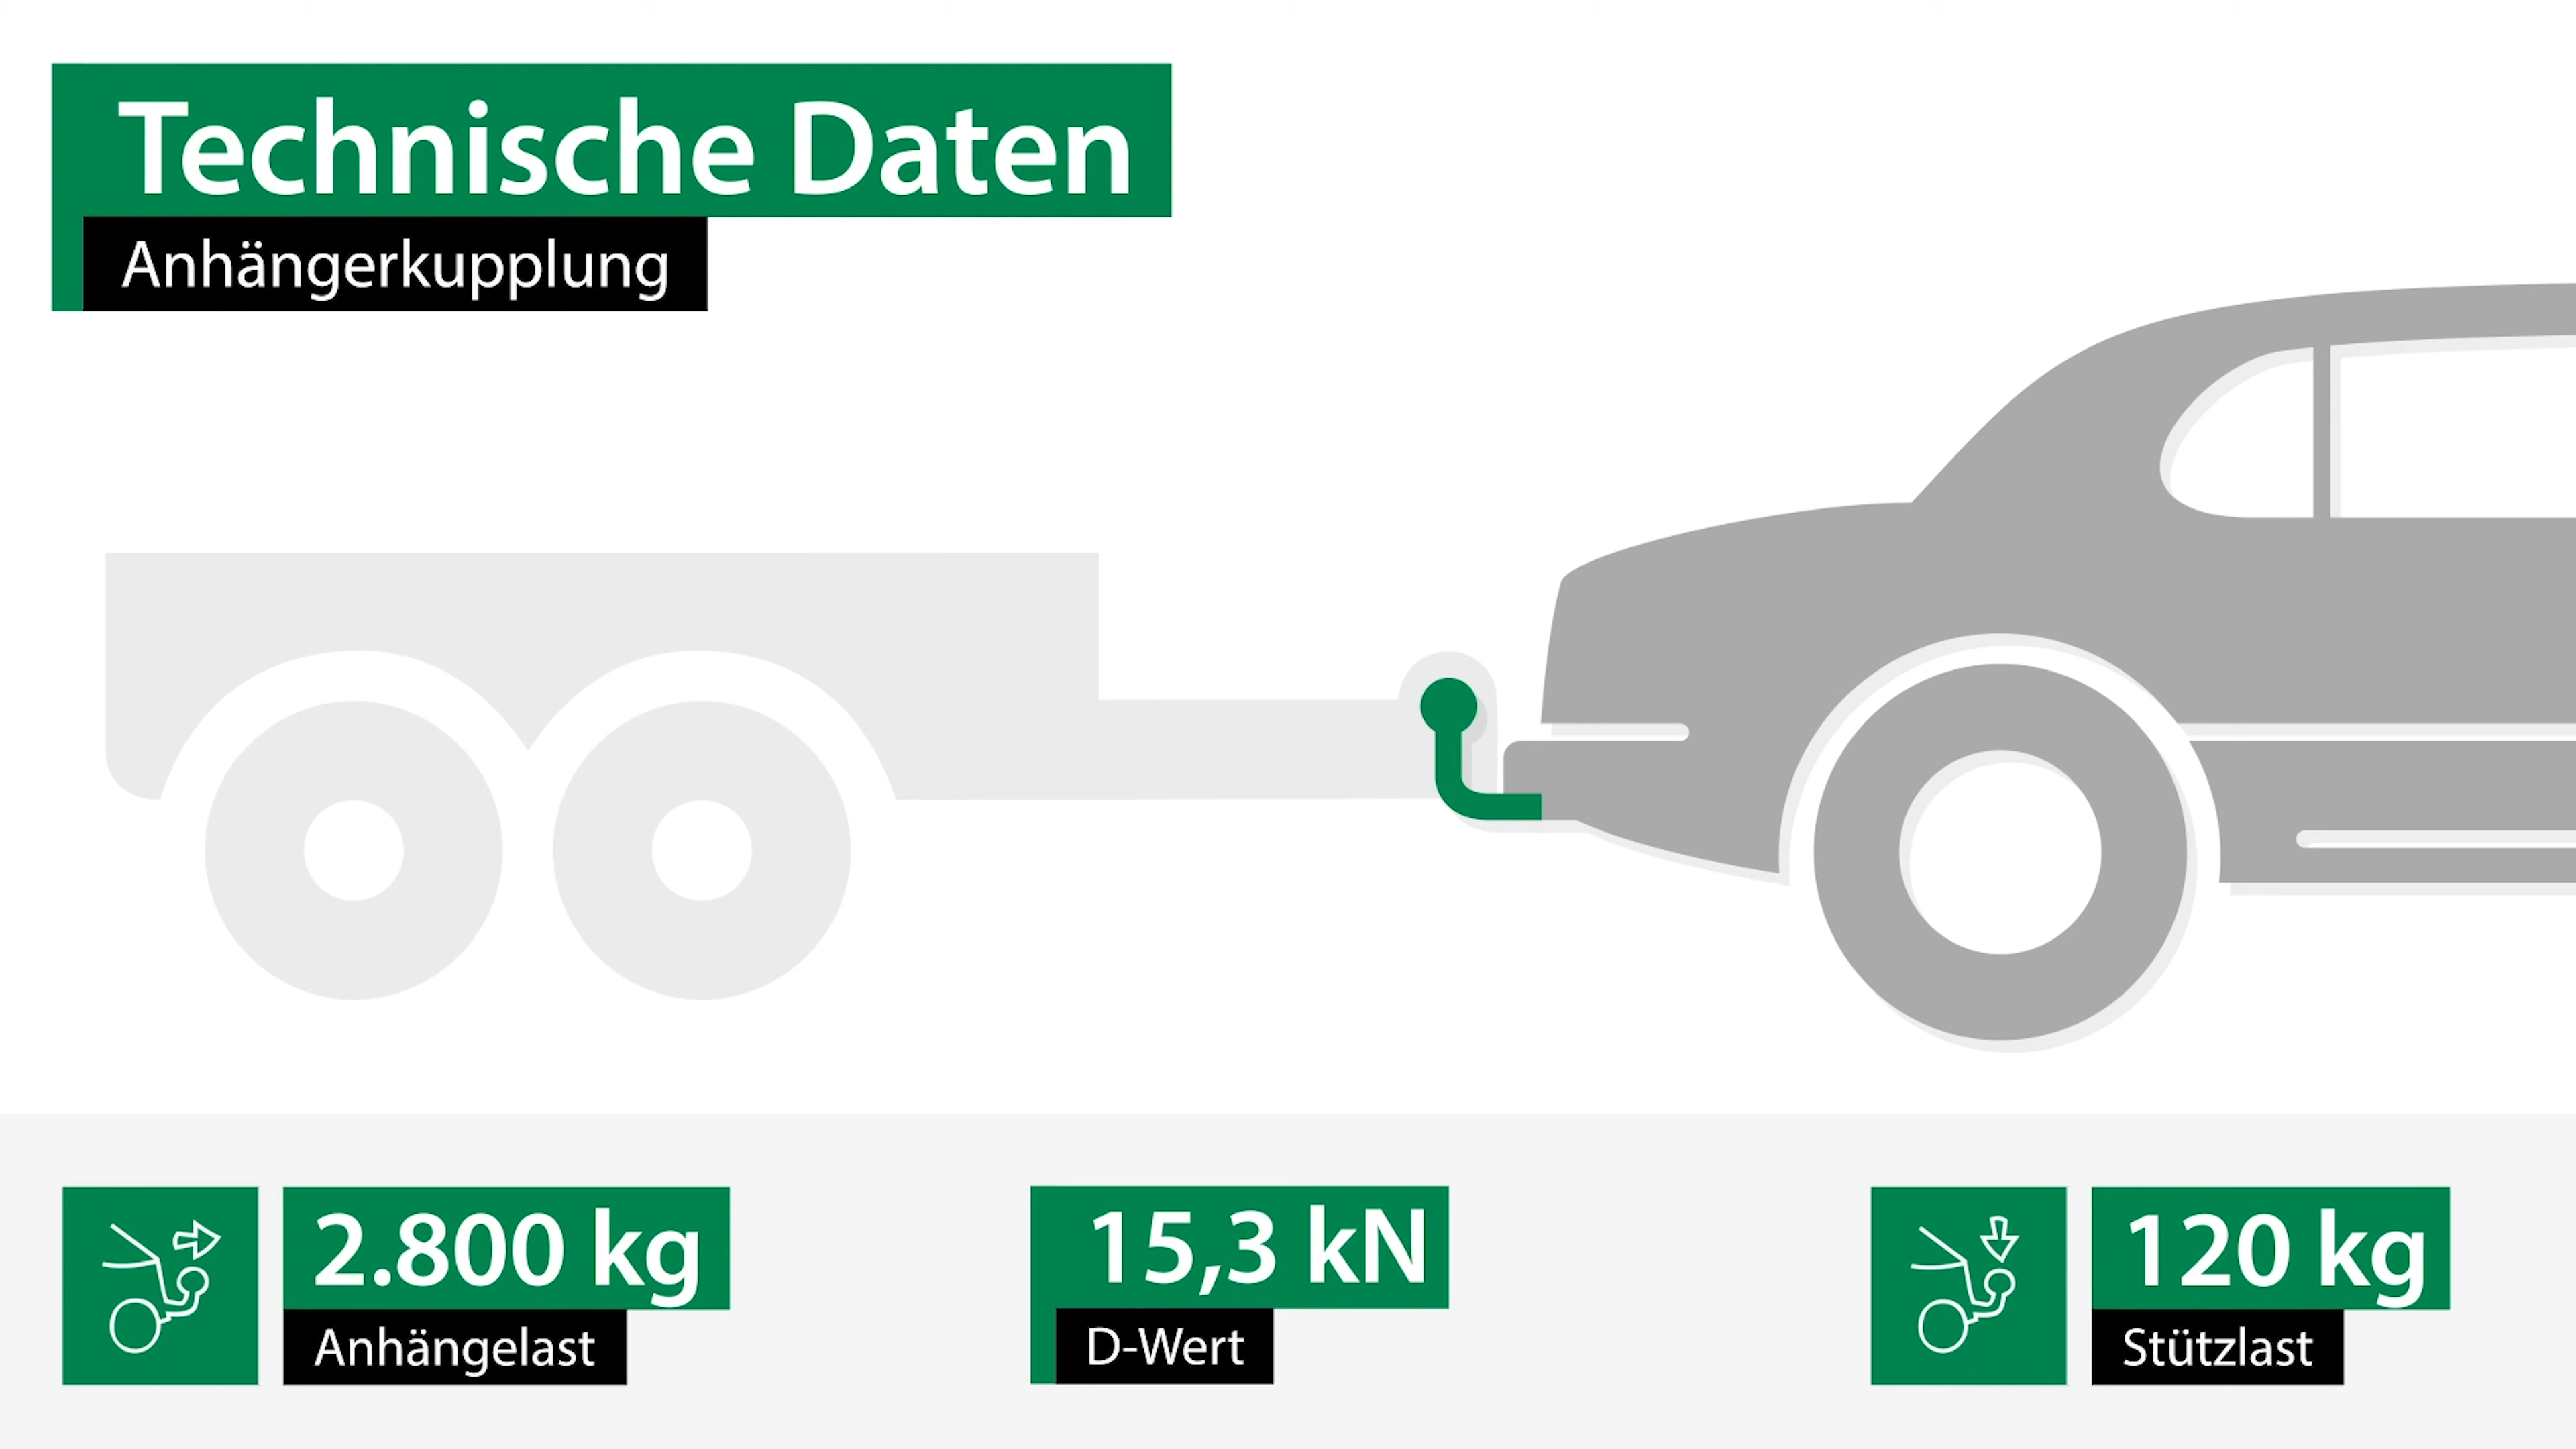 Technische Daten
Anhängerkupplung
2.800 kg
Anhängelast
15,3 kN
D-Wert
120 kg
Stützlast